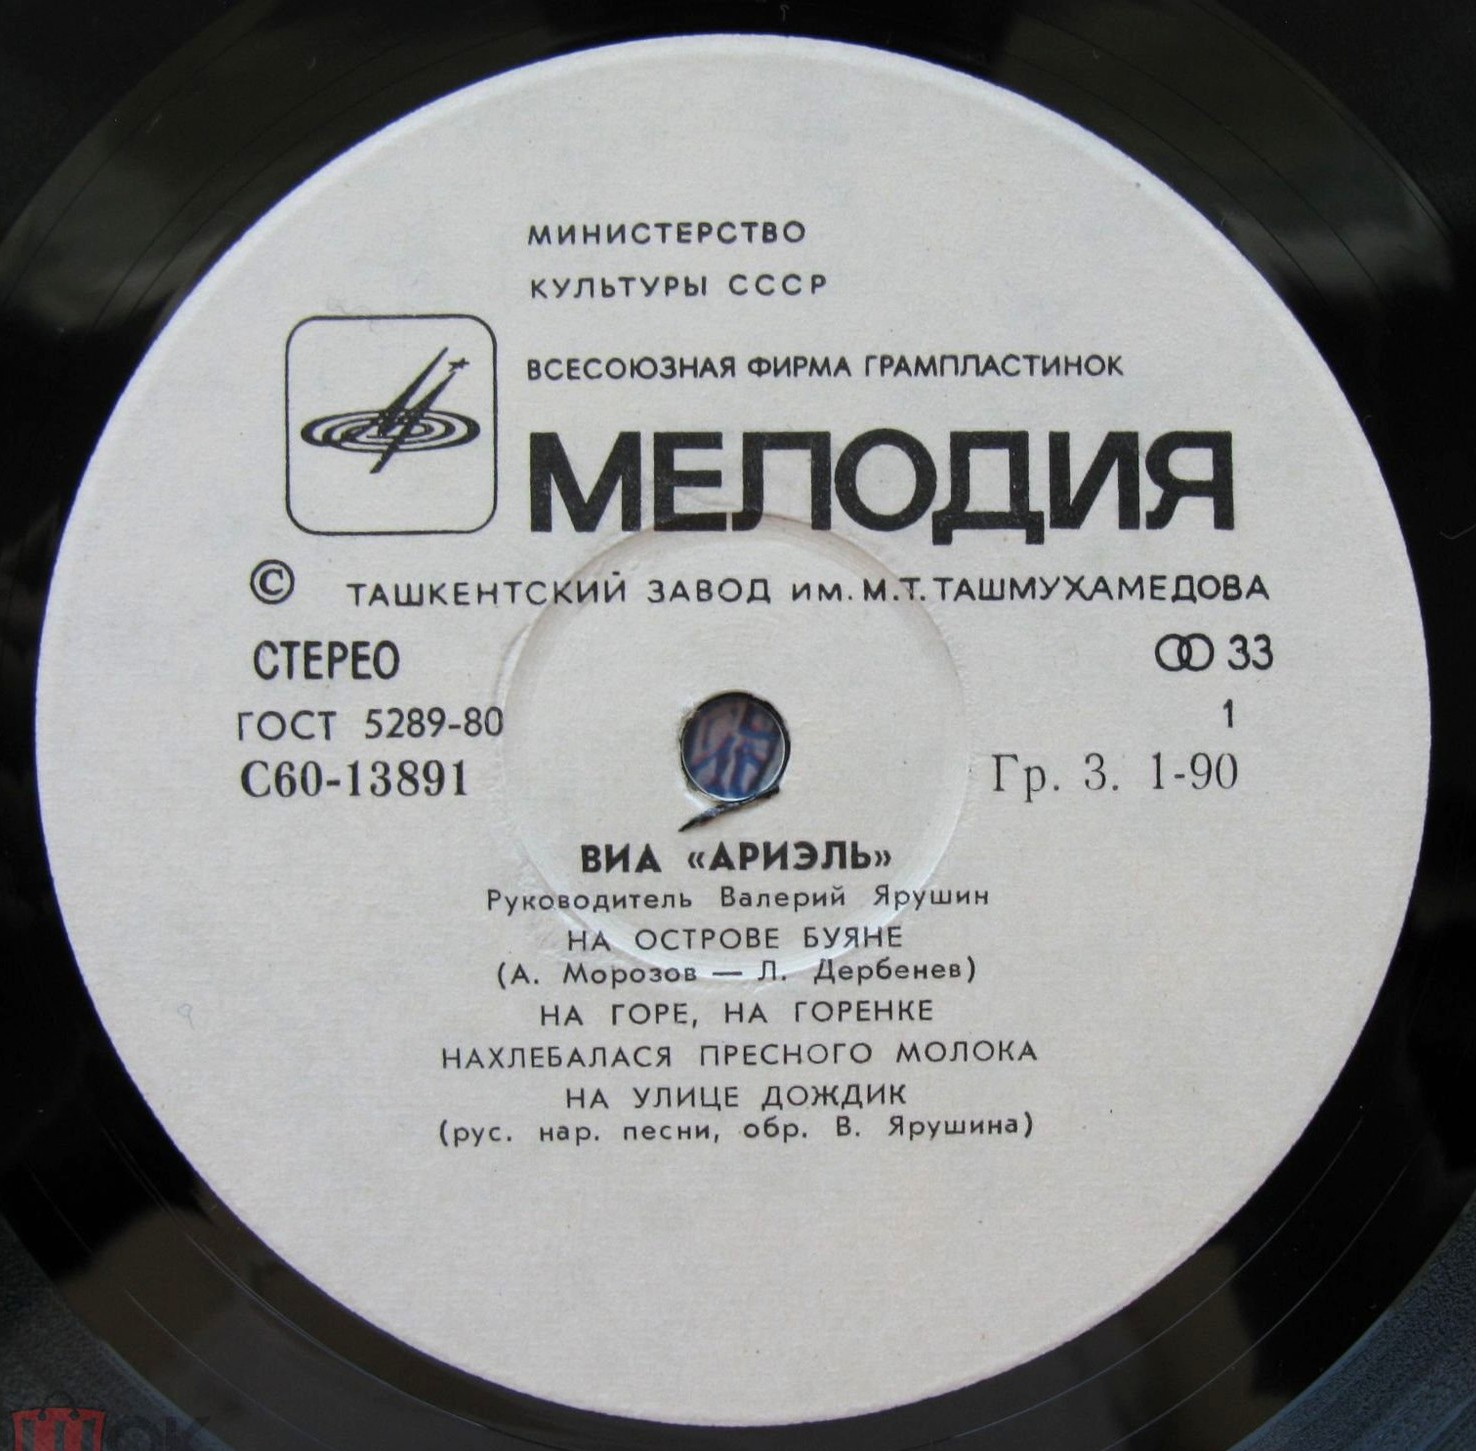 МИНИСТЕРСТВО
КУЛЬТУРЫ СССР
ВСЕСОЮЗНАЯ ФИРМА ГРАМПЛАСТИНОК
МЕЛОДИЯ
© ТАШКЕНТСКИЙ ЗАВОД им. М.Т. ТАШМУХАМЕДОВА
СТЕРЕО
33
ГОСТ 5289-80
1
С60-13891
Гр. 3. 1-90
ВИА «АРИЭЛЬ»
Руководитель Валерий Ярушин
НА ОСТРОВЕ БУЯНЕ
(А. Морозов — Л. Дербенев)
НА ГОРЕ, НА ГОРЕНКЕ
НАХЛЕБАЛАСЯ ПРЕСНОГО МОЛОКА
НА УЛИЦЕ ДОЖДИК
(рус. нар. песни, обр. В. Ярушина)